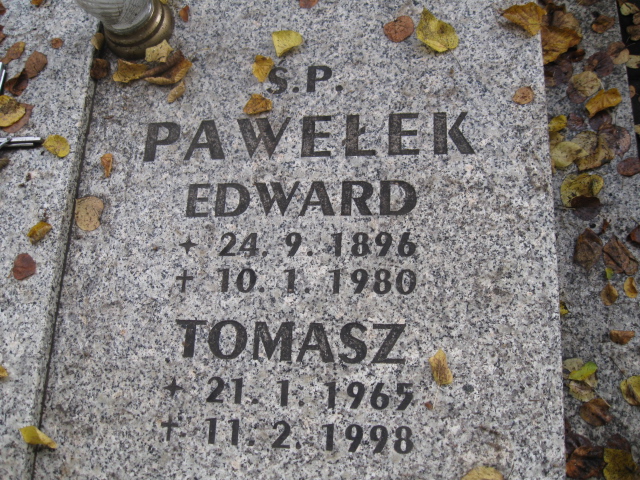 Ś.P.
PAWEŁEK
EDWARD
+ 24. 9. 1896
+ 10. 1. 1980
TOMASZ
+ 21. 1. 1965
+ 11. 2. 1998